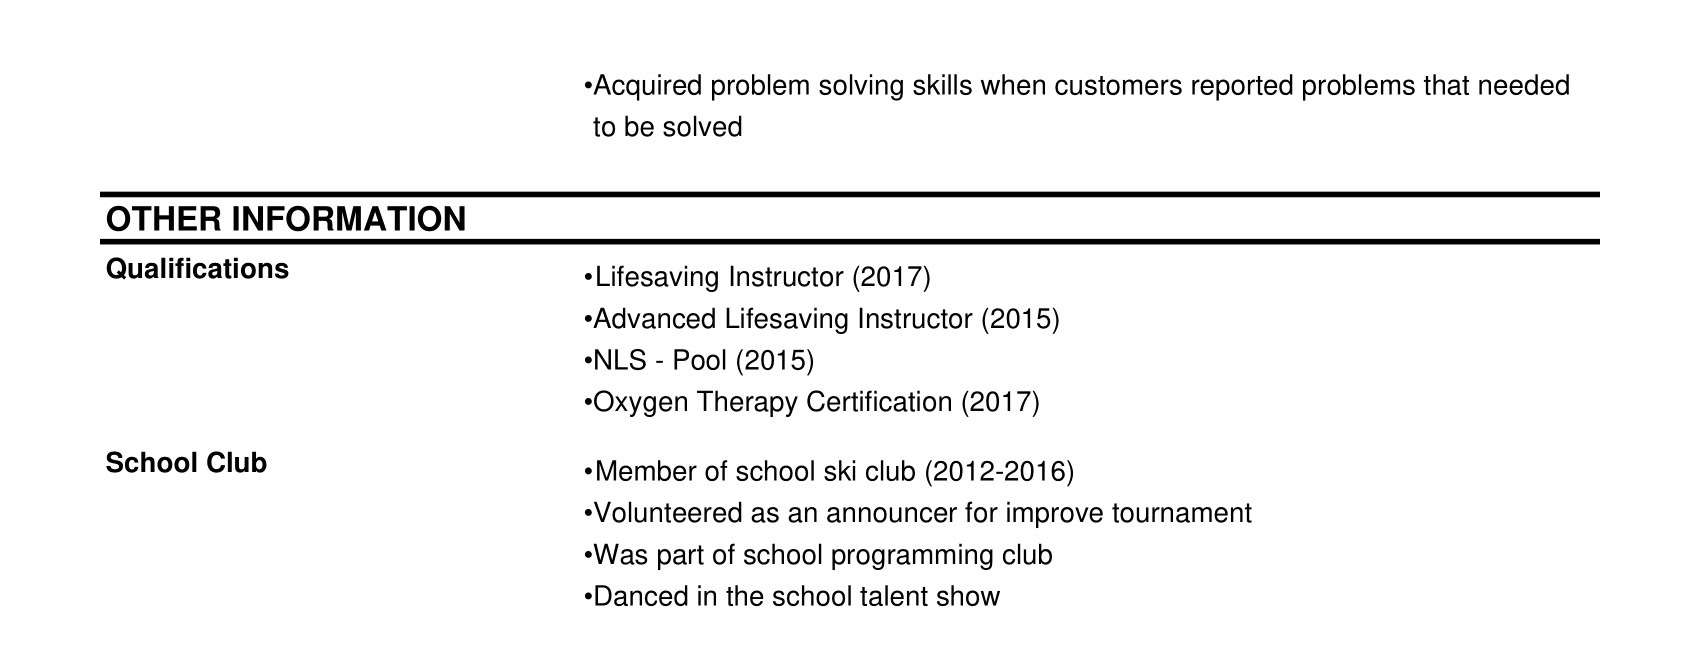 •Acquired problem solving skills when customers reported problems that needed
to be solved
OTHER INFORMATION
Qualifications
•Lifesaving Instructor (2017)
•Advanced Lifesaving Instructor (2015)
•NLS - Pool (2015)
•Oxygen Therapy Certification (2017)
School Club
•Member of school ski club (2012-2016)
•Volunteered as an announcer for improve tournament
•Was part of school programming club
•Danced in the school talent show